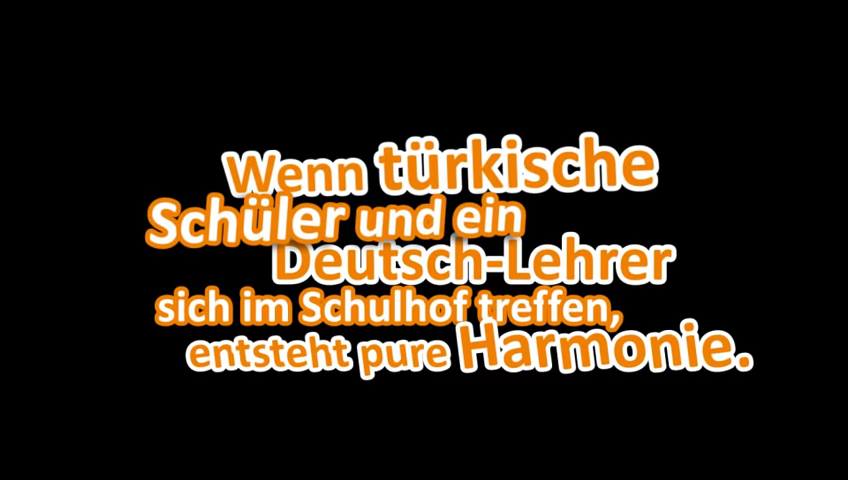 Wenn türkische
Schüler und ein
Deutsch-Lehrer
sich im Schulhof treffen,
entsteht pure Harmonie.